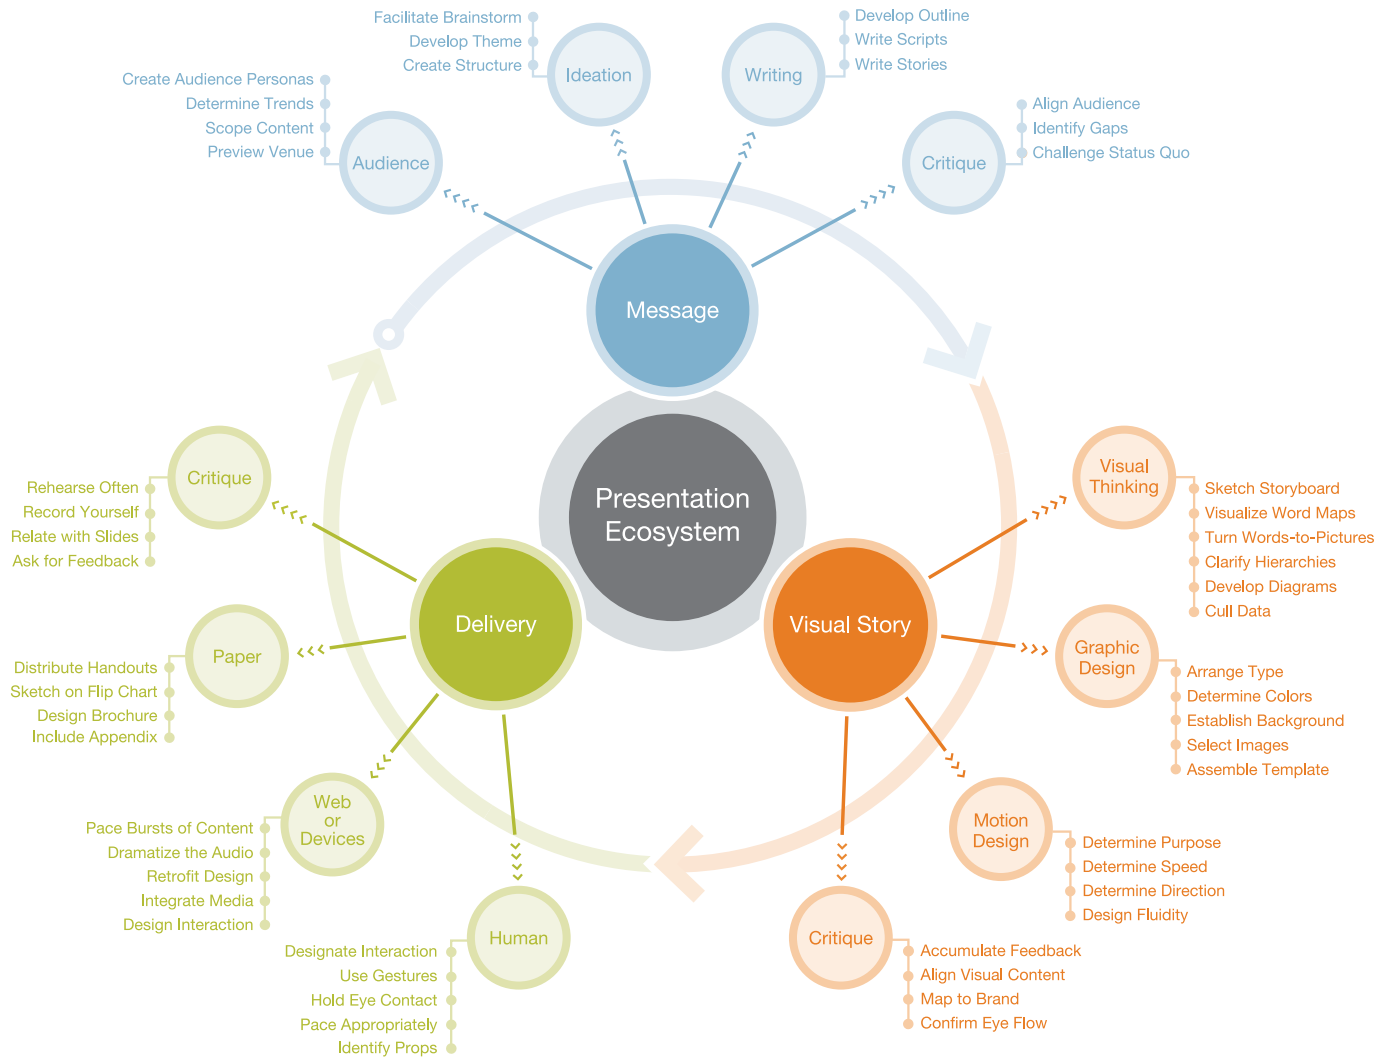 Facilitate Brainstorm
Develop Theme
Create Structure
Ideation
Writing
Develop Outline
Write Scripts
Write Stories
Create Audience Personas
Determine Trends
Scope Content
Preview Venue
Audience
Critique
Align Audience
Identify Gaps
Challenge Status Quo
Message
Presentation
Ecosystem
Visual
Thinking
Sketch Storyboard
Visualize Word Maps
Turn Words-to-Pictures
Clarify Hierarchies
Develop Diagrams
Cull Data
Visual Story
Graphic
Design
Arrange Type
Determine Colors
Establish Background
Select Images
Assemble Template
Motion
Design
Determine Purpose
Determine Speed
Determine Direction
Design Fluidity
Critique
Accumulate Feedback
Align Visual Content
Map to Brand
Confirm Eye Flow
Delivery
Human
Designate Interaction
Use Gestures
Hold Eye Contact
Pace Appropriately
Identify Props
Web
or
Devices
Pace Bursts of Content
Dramatize the Audio
Retrofit Design
Integrate Media
Design Interaction
Paper
Distribute Handouts
Sketch on Flip Chart
Design Brochure
Include Appendix
Critique
Rehearse Often
Record Yourself
Relate with Slides
Ask for Feedback